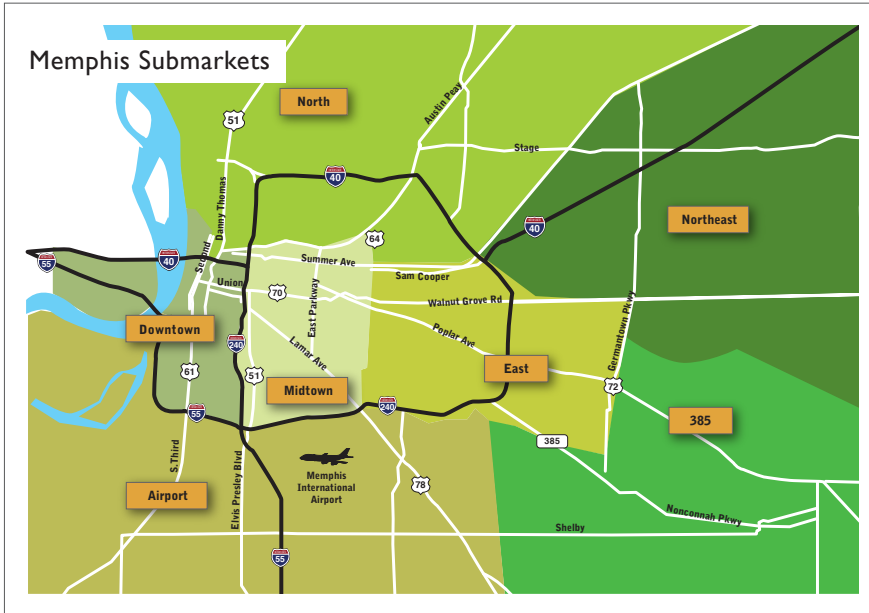 Memphis Submarkets
North
51
Austin Peay
Stage
40
Danny Thomas
Northeast
64
40
55
40
Second
Summer Ave
Sam Cooper
Union
70
East Parkway
Walnut Grove Rd
Downtown
Poplar Ave
Germantown Pkwy
240
Lamar Ave
61
51
East
72
Midtown
240
55
385
385
S. Third
Elvis Presley Blvd
Memphis
International
Airport
78
Airport
Nonconnah Pkwy
Shelby
55